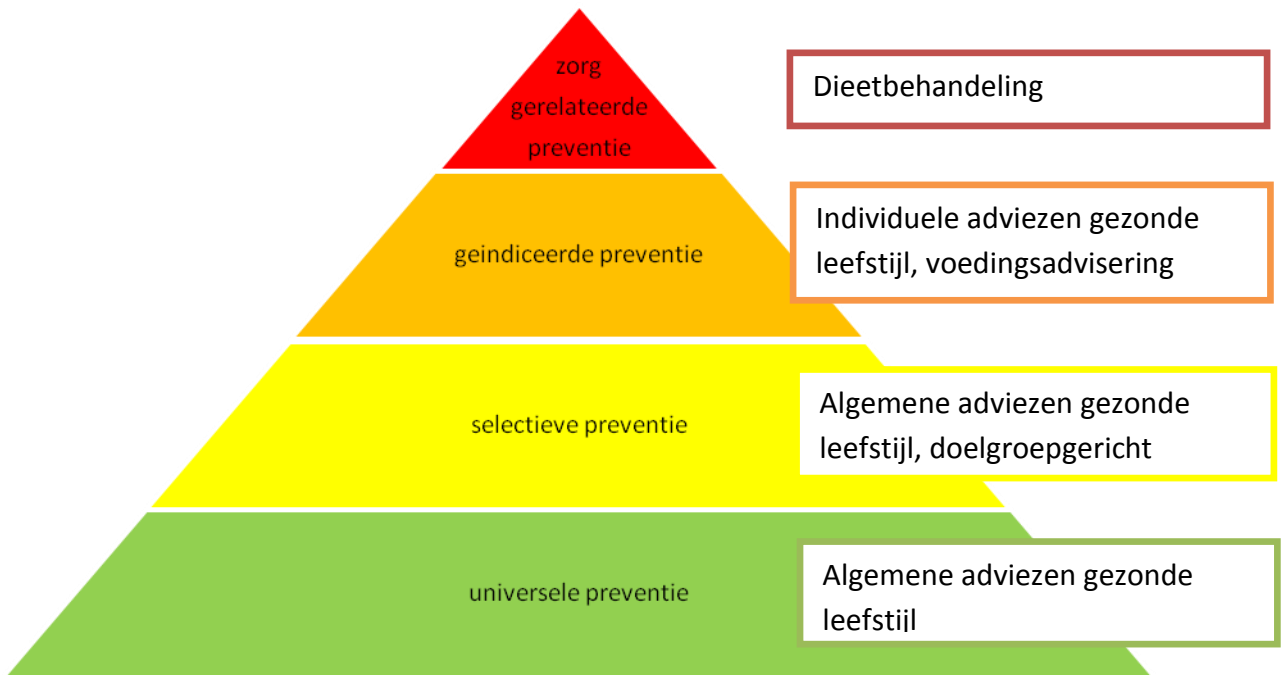 zorg
gerelateerde
preventie
Dieetbehandeling
geindiceerde preventie
Individuele adviezen gezonde
leefstijl, voedingsadvisering
selectieve preventie
Algemene adviezen gezonde
leefstijl, doelgroepgericht
universele preventie
Algemene adviezen gezonde
leefstijl